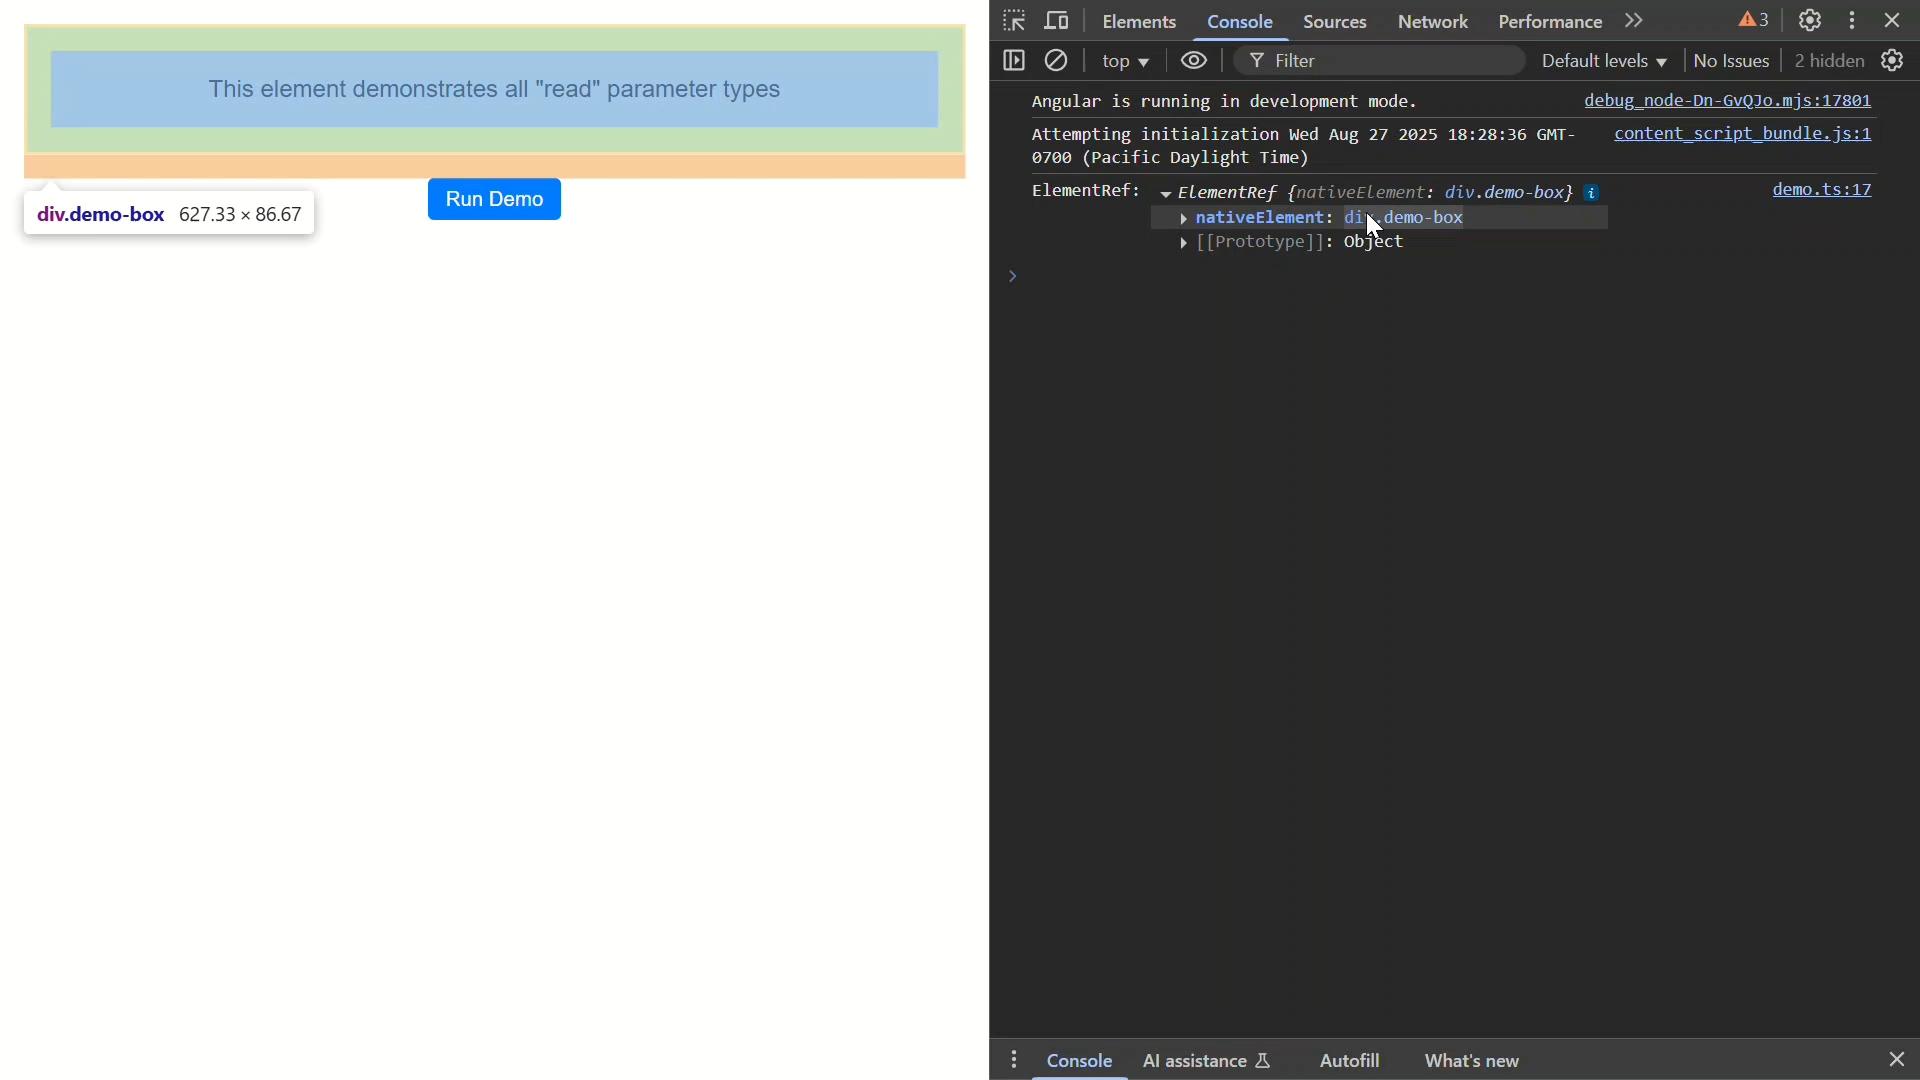 This element demonstrates all "read" parameter types
Run Demo
div.demo-box 627.33 × 86.67
Elements Console Sources Network Performance 3
top Filter Default levels No Issues 2 hidden
Angular is running in development mode. debug_node-Dn-GvQJo.mjs:17801
Attempting initialization Wed Aug 27 2025 18:28:36 GMT- content_script_bundle.js:1
0700 (Pacific Daylight Time)
ElementRef: ElementRef {nativeElement: div.demo-box} i demo.ts:17
nativeElement: div.demo-box
[[Prototype]]: Object
Console AI assistance Autofill What's new